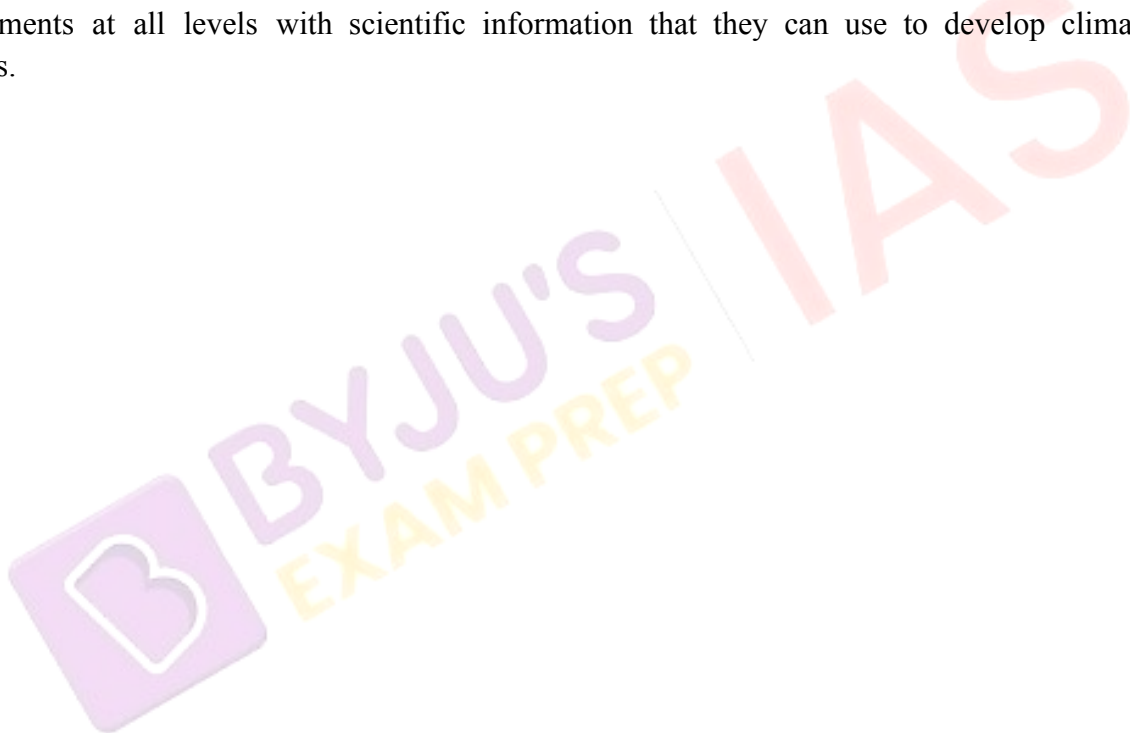 ments at all levels with scientific information that they can use to develop clima
s.
BYJU'S
EXAM PREP
IAS
B